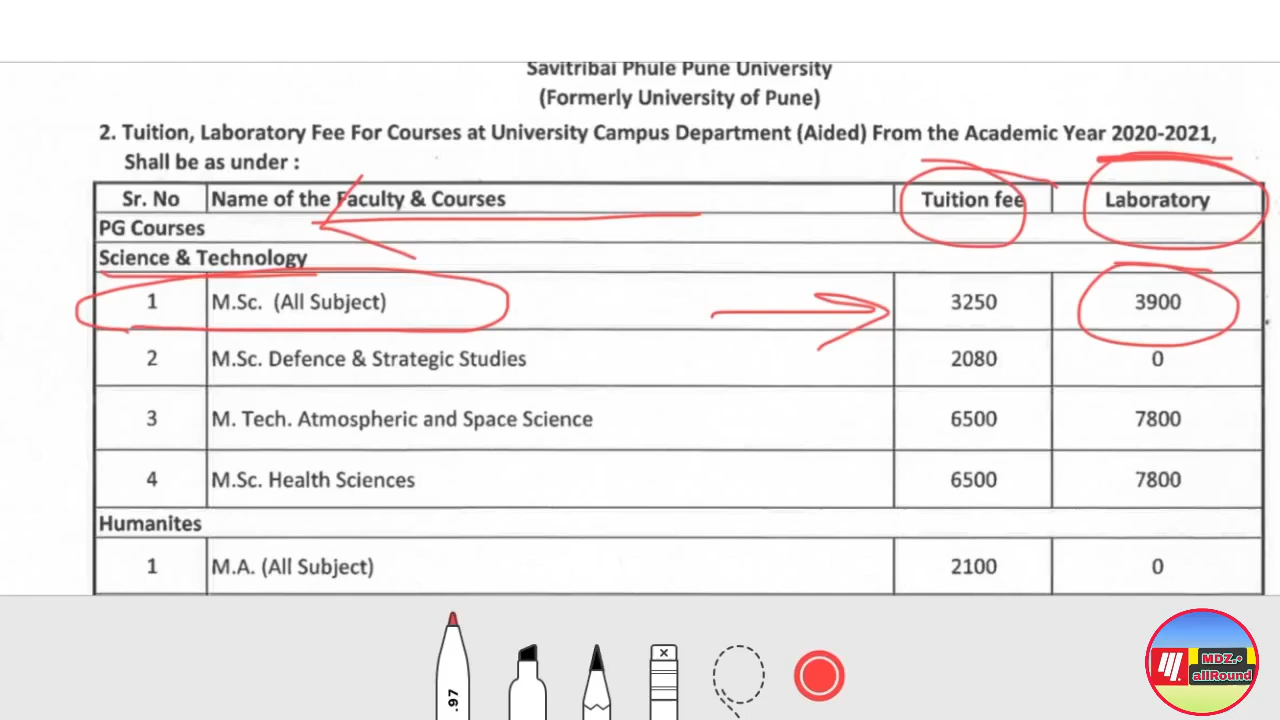 Savitribai Phule Pune University
(Formerly University of Pune)
2. Tuition, Laboratory Fee For Courses at University Campus Department (Aided) From the Academic Year 2020-2021,
Shall be as under :
Sr. No Name of the Faculty & Courses Tuition fee Laboratory
PG Courses
Science & Technology
1 M.Sc. (All Subject) 3250 3900
2 M.Sc. Defence & Strategic Studies 2080 0
3 M. Tech. Atmospheric and Space Science 6500 7800
4 M.Sc. Health Sciences 6500 7800
Humanites
1 M.A. (All Subject) 2100 0
.97
MDZ.
allRound